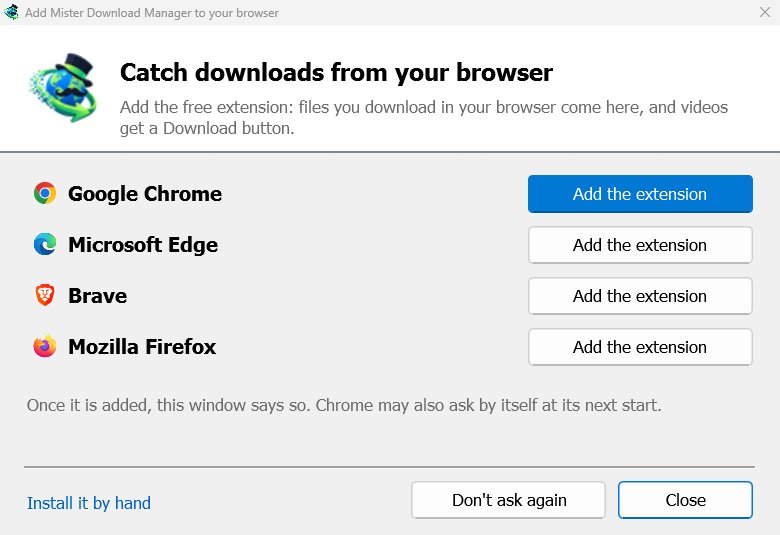 Add Mister Download Manager to your browser
Catch downloads from your browser
Add the free extension: files you download in your browser come here, and videos
get a Download button.
Google Chrome
Add the extension
Microsoft Edge
Add the extension
Brave
Add the extension
Mozilla Firefox
Add the extension
Once it is added, this window says so. Chrome may also ask by itself at its next start.
Install it by hand
Don't ask again
Close